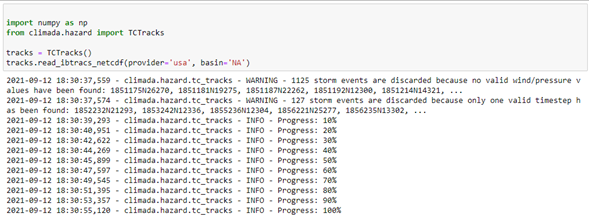 import numpy as np
from climada.hazard import TCTracks
tracks = TCTracks()
tracks.read_ibtracs_netcdf(provider='usa', basin='NA')
2021-09-12 18:30:37,559 - climada.hazard.tc_tracks - WARNING - 1125 storm events are discarded because no valid wind/pressure v
alues have been found: 1851175N26270, 1851181N19275, 1851187N22262, 1851192N12300, 1851214N14321, ...
2021-09-12 18:30:37,574 - climada.hazard.tc_tracks - WARNING - 127 storm events are discarded because only one valid timestep h
as been found: 1852232N21293, 1853242N12336, 1855236N12304, 1856221N25277, 1856235N13302, ...
2021-09-12 18:30:39,293 - climada.hazard.tc_tracks - INFO - Progress: 10%
2021-09-12 18:30:40,951 - climada.hazard.tc_tracks - INFO - Progress: 20%
2021-09-12 18:30:42,622 - climada.hazard.tc_tracks - INFO - Progress: 30%
2021-09-12 18:30:44,269 - climada.hazard.tc_tracks - INFO - Progress: 40%
2021-09-12 18:30:45,899 - climada.hazard.tc_tracks - INFO - Progress: 50%
2021-09-12 18:30:47,597 - climada.hazard.tc_tracks - INFO - Progress: 60%
2021-09-12 18:30:49,545 - climada.hazard.tc_tracks - INFO - Progress: 70%
2021-09-12 18:30:51,395 - climada.hazard.tc_tracks - INFO - Progress: 80%
2021-09-12 18:30:53,357 - climada.hazard.tc_tracks - INFO - Progress: 90%
2021-09-12 18:30:55,120 - climada.hazard.tc_tracks - INFO - Progress: 100%